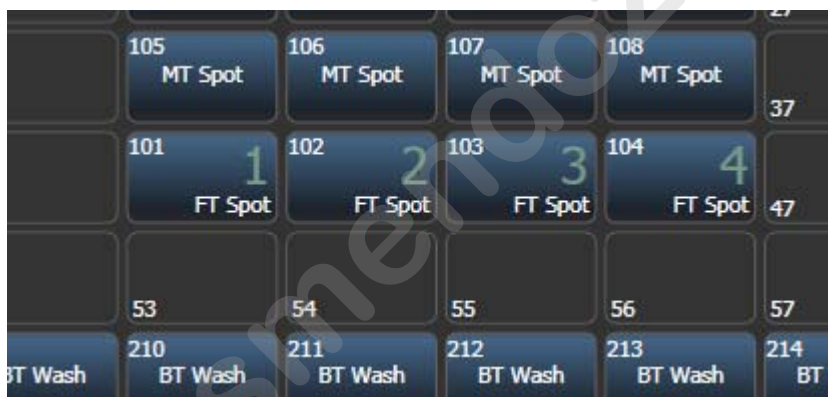 105 106 107 108
MT Spot MT Spot MT Spot MT Spot
37
101 102 103 104
1 2 3 4
FT Spot FT Spot FT Spot FT Spot 47
53 54 55 56 57
210 211 212 213 214
BT Wash BT Wash BT Wash BT Wash BT Wash BT